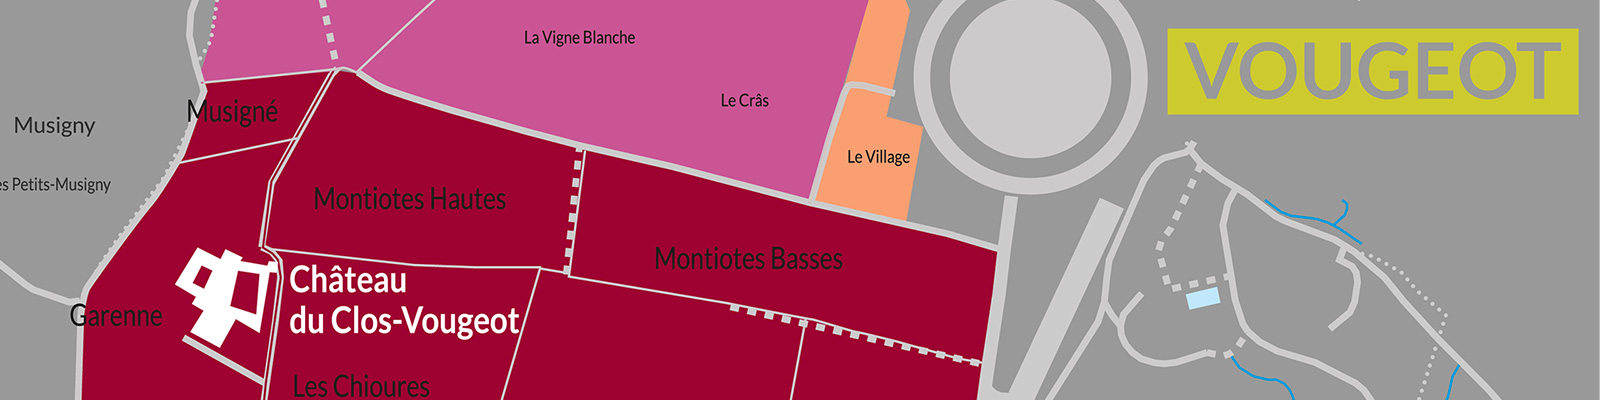 La Vigne Blanche
VOUGEOT
Le Crâs
Musigné
Musigny
Le Village
es Petits-Musigny
Montiotes Hautes
Montiotes Basses
Château
du Clos-Vougeot
Garenne
Les Chioures